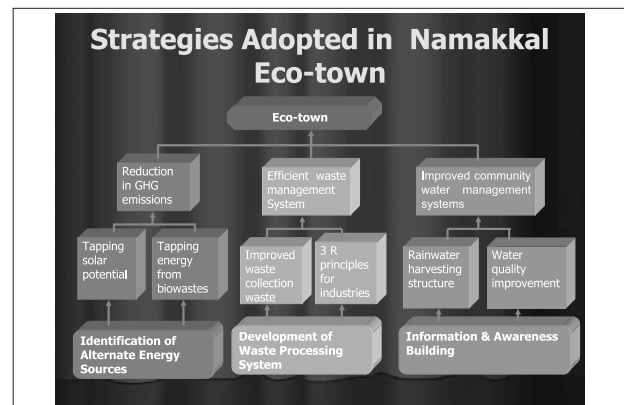 Strategies Adopted in Namakkal
Eco-town
Eco-town
Reduction
in GHG
emissions
Efficient waste
management
System
Improved community
water management
systems
Tapping
solar
potential
Tapping
energy
from
biowastes
Improved
waste
collection
waste
3 R
principles
for
industries
Rainwater
harvesting
structure
Water
quality
improvement
Identification of
Alternate Energy
Sources
Development of
Waste Processing
System
Information & Awareness
Building